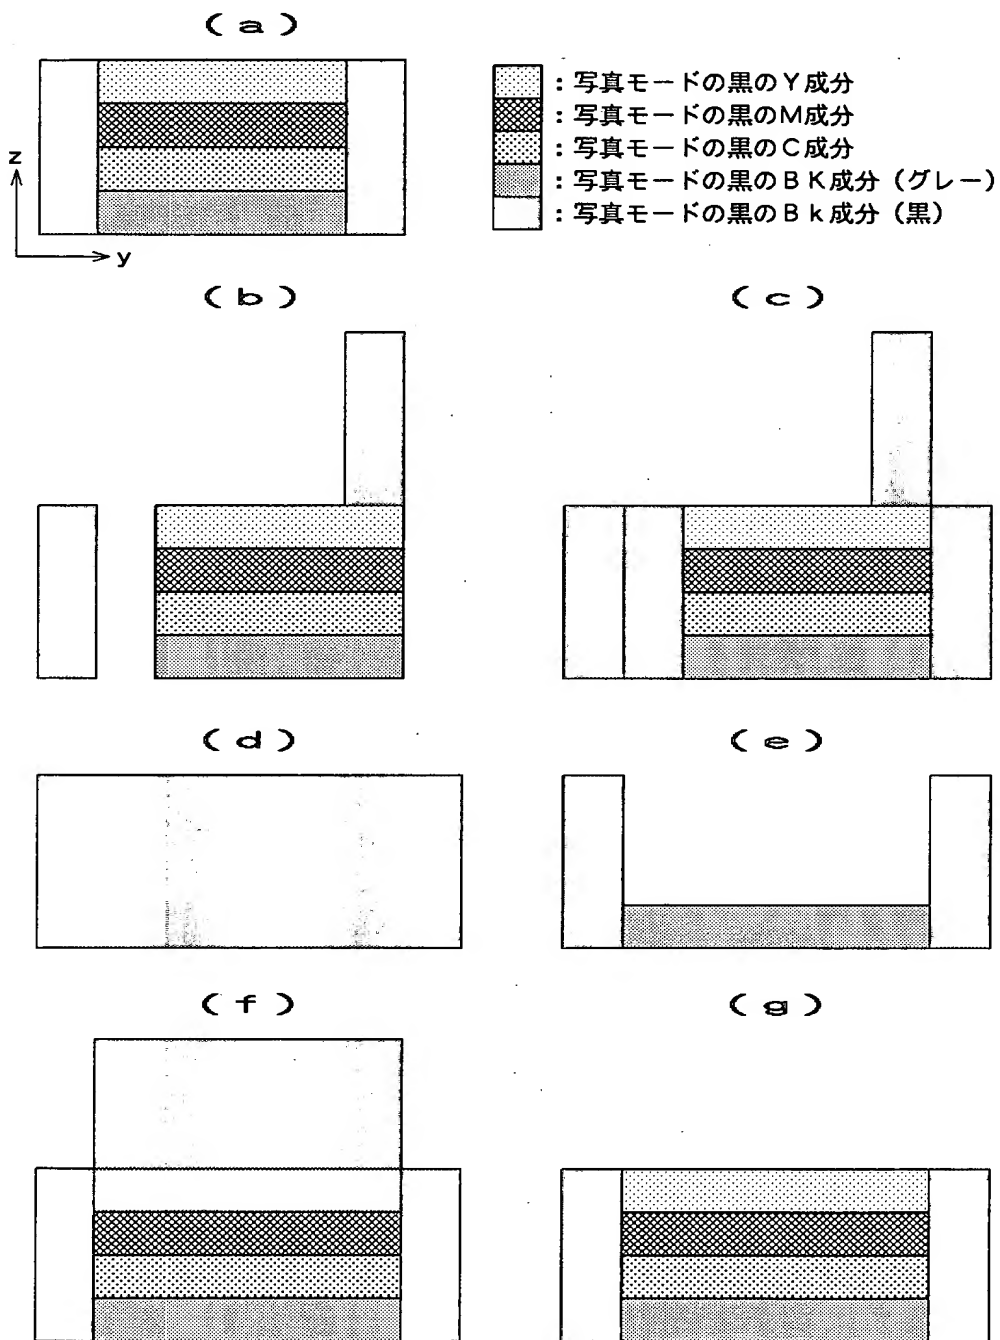 (a)
：写真モードの黒のY成分
：写真モードの黒のM成分
：写真モードの黒のC成分
：写真モードの黒のBK成分（グレー）
：写真モードの黒のBk成分（黒）
z
y
(b)
(c)
(d)
(e)
(f)
(g)